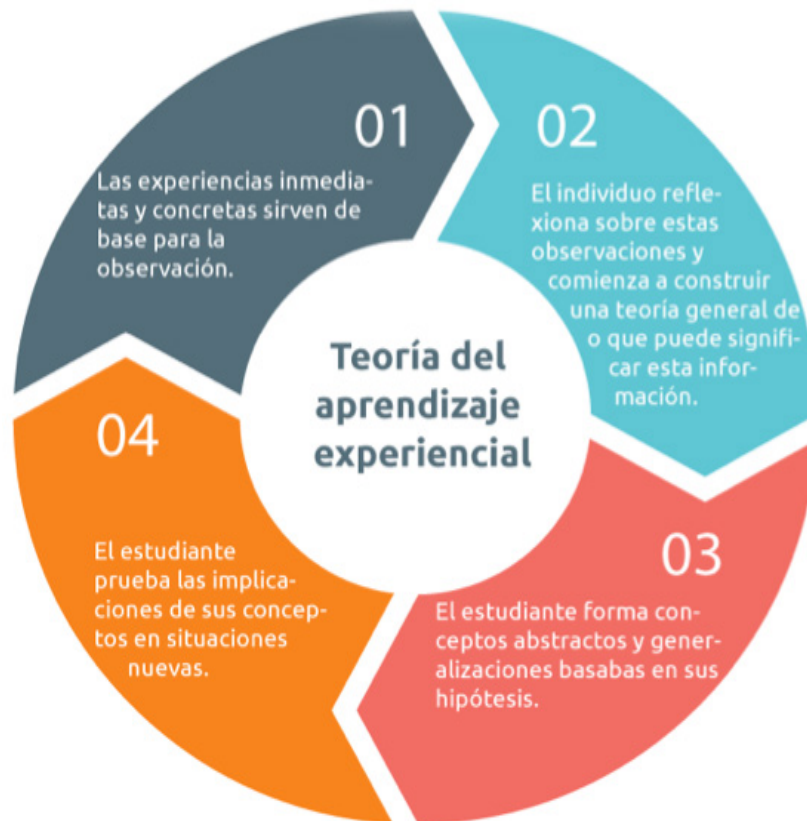 01
Las experiencias inmedia-
tas y concretas sirven de
base para la
observación.
02
El individuo refle-
xiona sobre estas
observaciones y
comienza a construir
una teoría general de
o que puede signifi-
car esta infor-
mación.
Teoría del
aprendizaje
experiencial
03
El estudiante forma con-
ceptos abstractos y gener-
alizaciones basabas en sus
hipótesis.
04
El estudiante
prueba las implica-
ciones de sus concep-
tos en situaciones
nuevas.